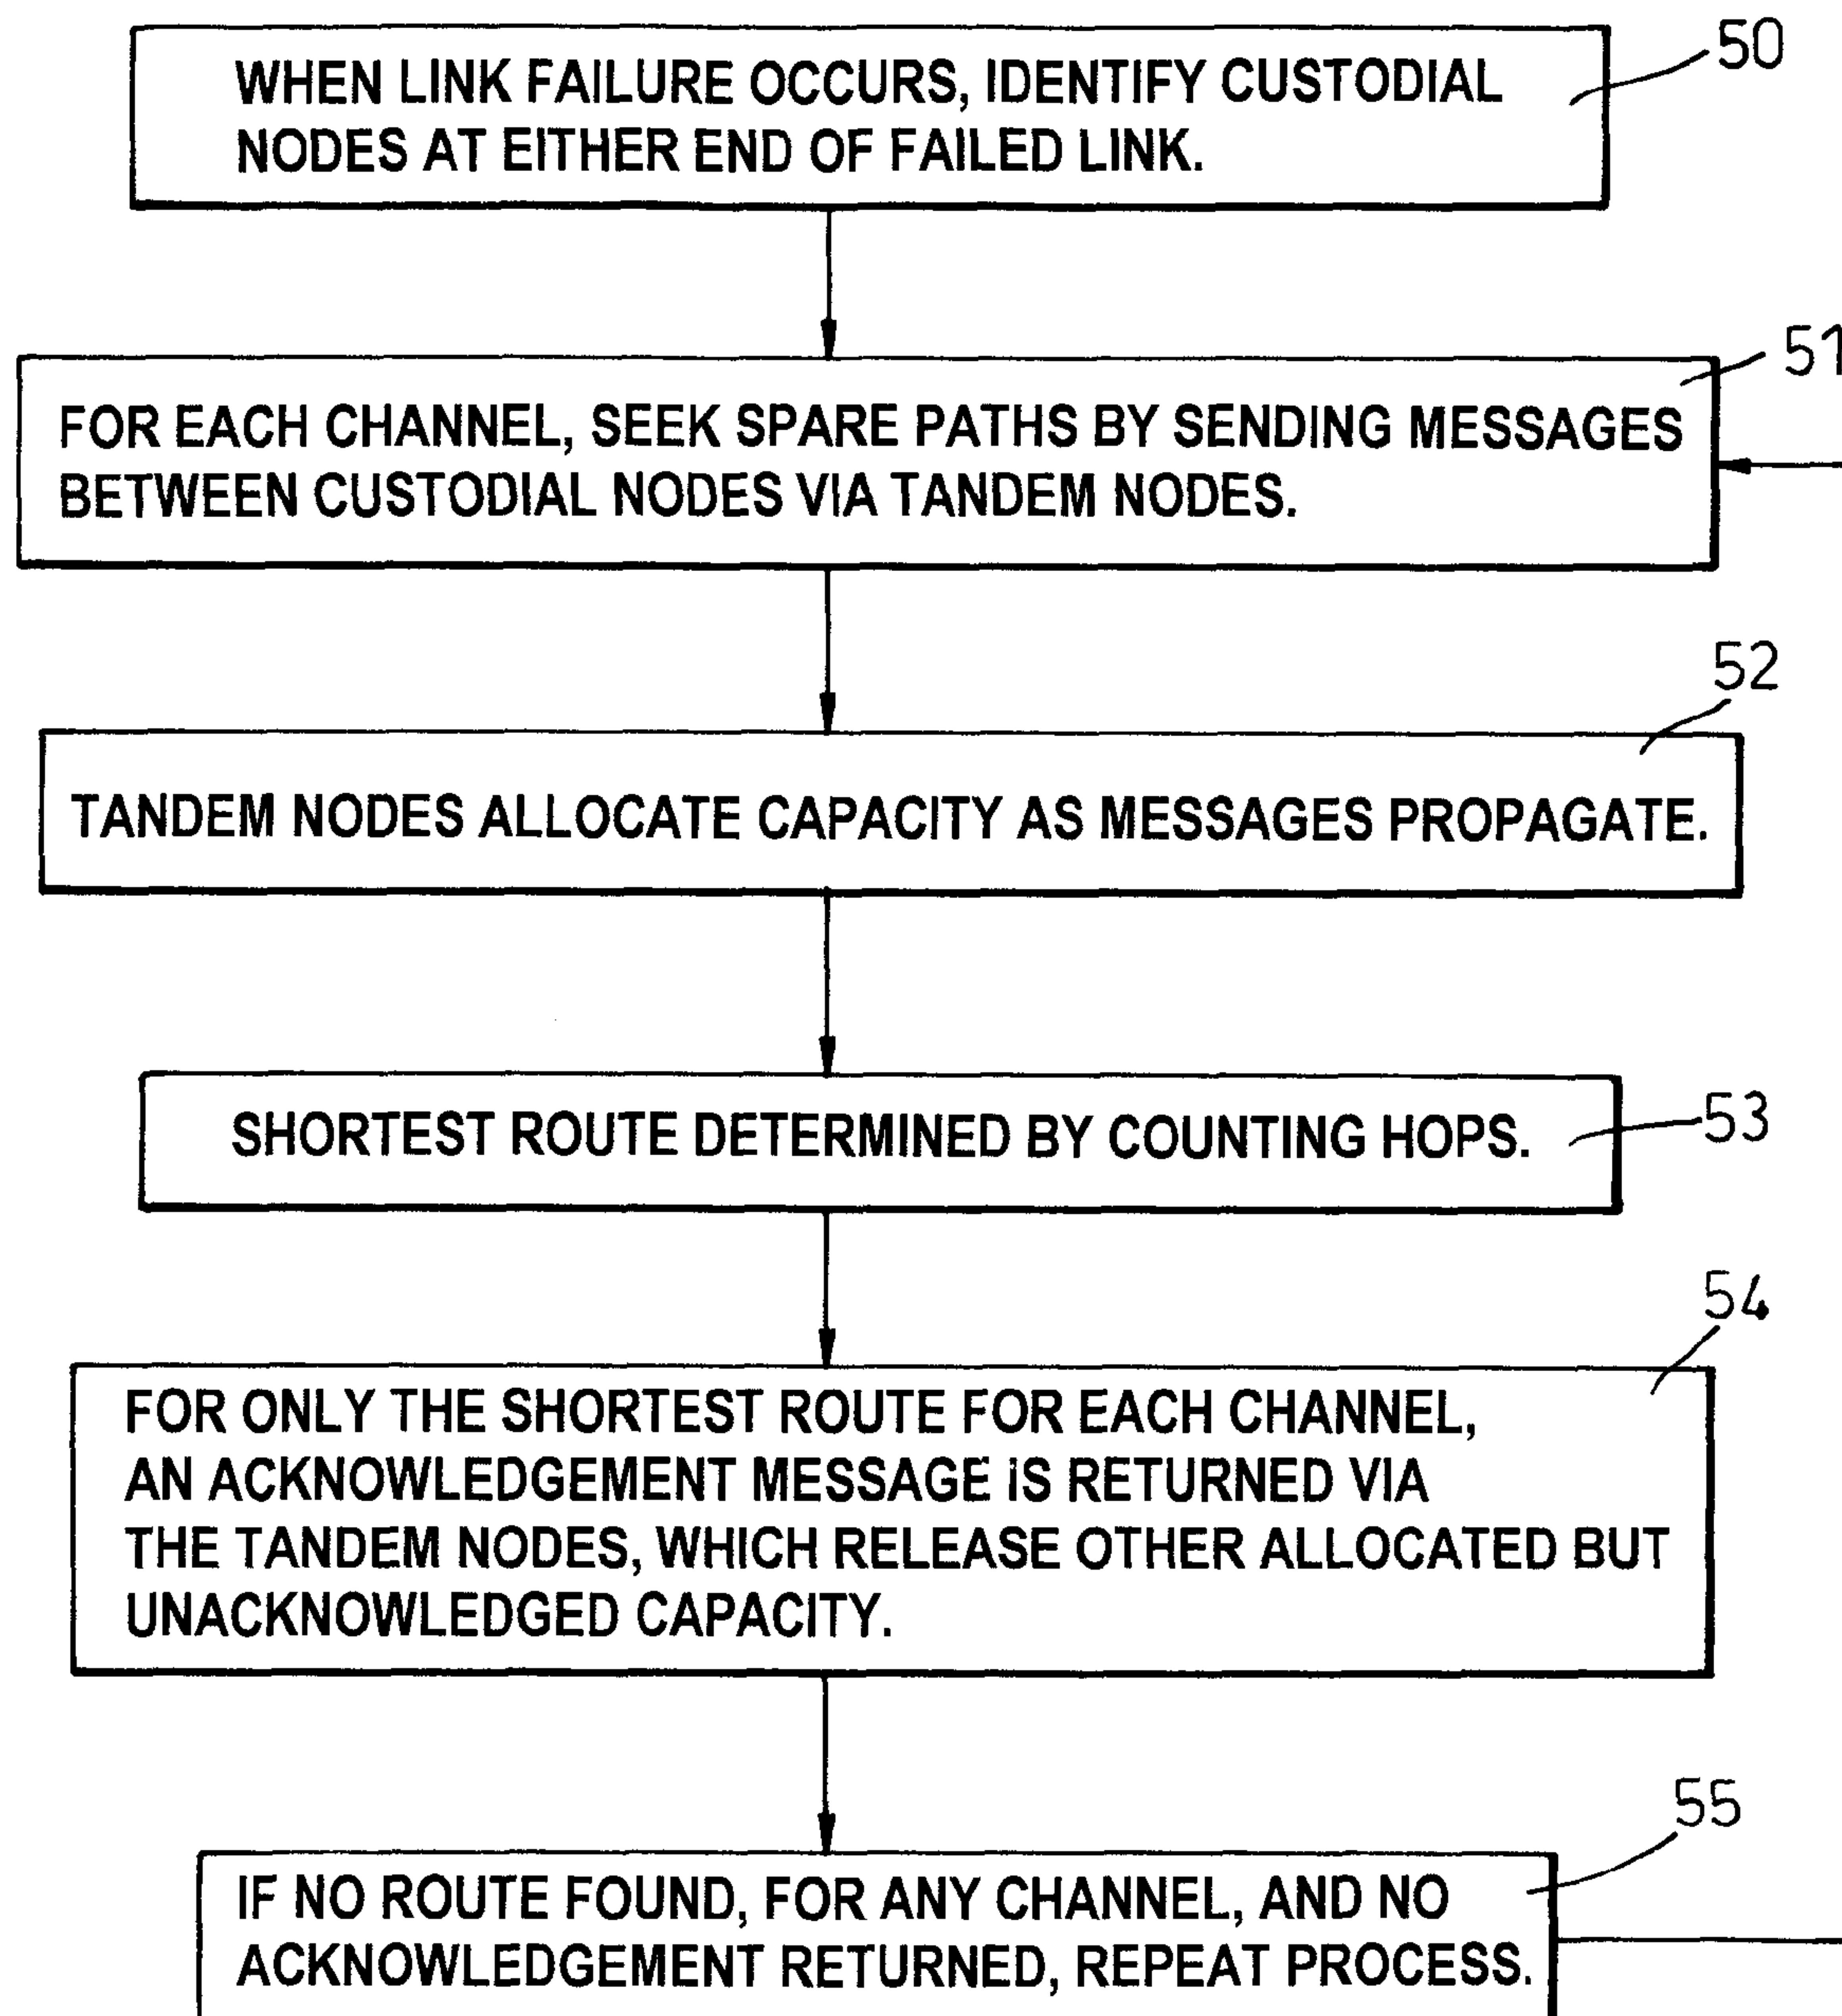 50
WHEN LINK FAILURE OCCURS, IDENTIFY CUSTODIAL
NODES AT EITHER END OF FAILED LINK.
51
FOR EACH CHANNEL, SEEK SPARE PATHS BY SENDING MESSAGES
BETWEEN CUSTODIAL NODES VIA TANDEM NODES.
52
TANDEM NODES ALLOCATE CAPACITY AS MESSAGES PROPAGATE.
SHORTEST ROUTE DETERMINED BY COUNTING HOPS.
53
54
FOR ONLY THE SHORTEST ROUTE FOR EACH CHANNEL,
AN ACKNOWLEDGEMENT MESSAGE IS RETURNED VIA
THE TANDEM NODES, WHICH RELEASE OTHER ALLOCATED BUT
UNACKNOWLEDGED CAPACITY.
55
IF NO ROUTE FOUND, FOR ANY CHANNEL, AND NO
ACKNOWLEDGEMENT RETURNED, REPEAT PROCESS.